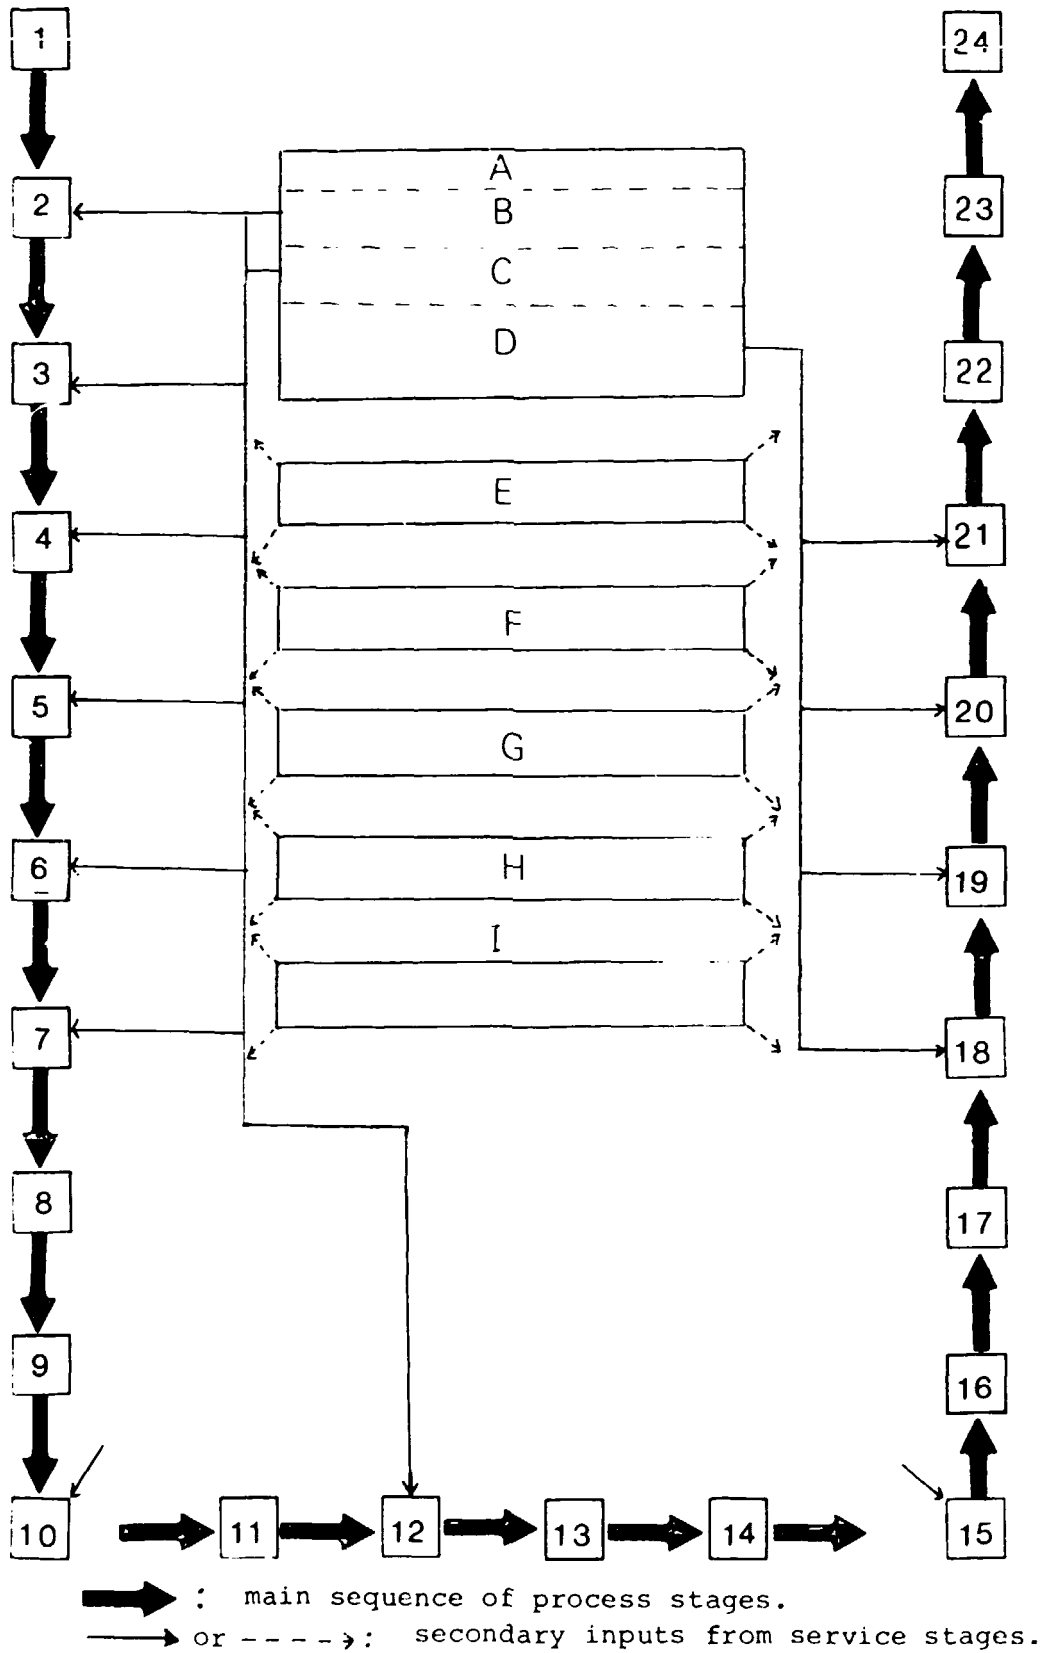 1
2
3
4
5
6
7
8
9
10
11
12
13
14
15
16
17
18
19
20
21
22
23
24
A
B
C
D
E
F
G
H
I
: main sequence of process stages.
or ----->: secondary inputs from service stages.